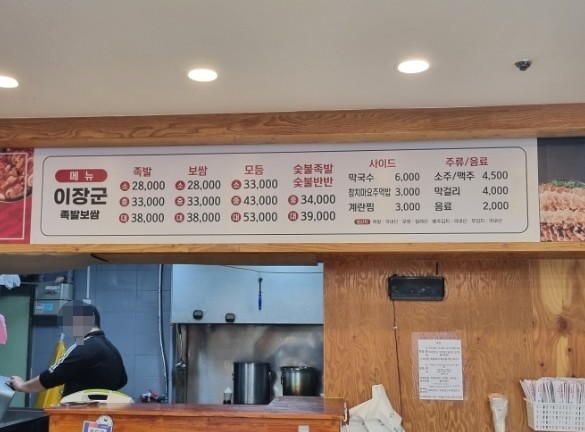 메뉴
이장군
족발보쌈
족발
소 28,000
중 33,000
대 38,000
보쌈
소 28,000
중 33,000
대 38,000
모듬
소 33,000
중 43,000
대 53,000
숯불족발
숯불반반
중 34,000
대 39,000
사이드
막국수 6,000
참치마요주먹밥 3,000
계란찜 3,000
주류/음료
소주/맥주 4,500
막걸리 4,000
음료 2,000